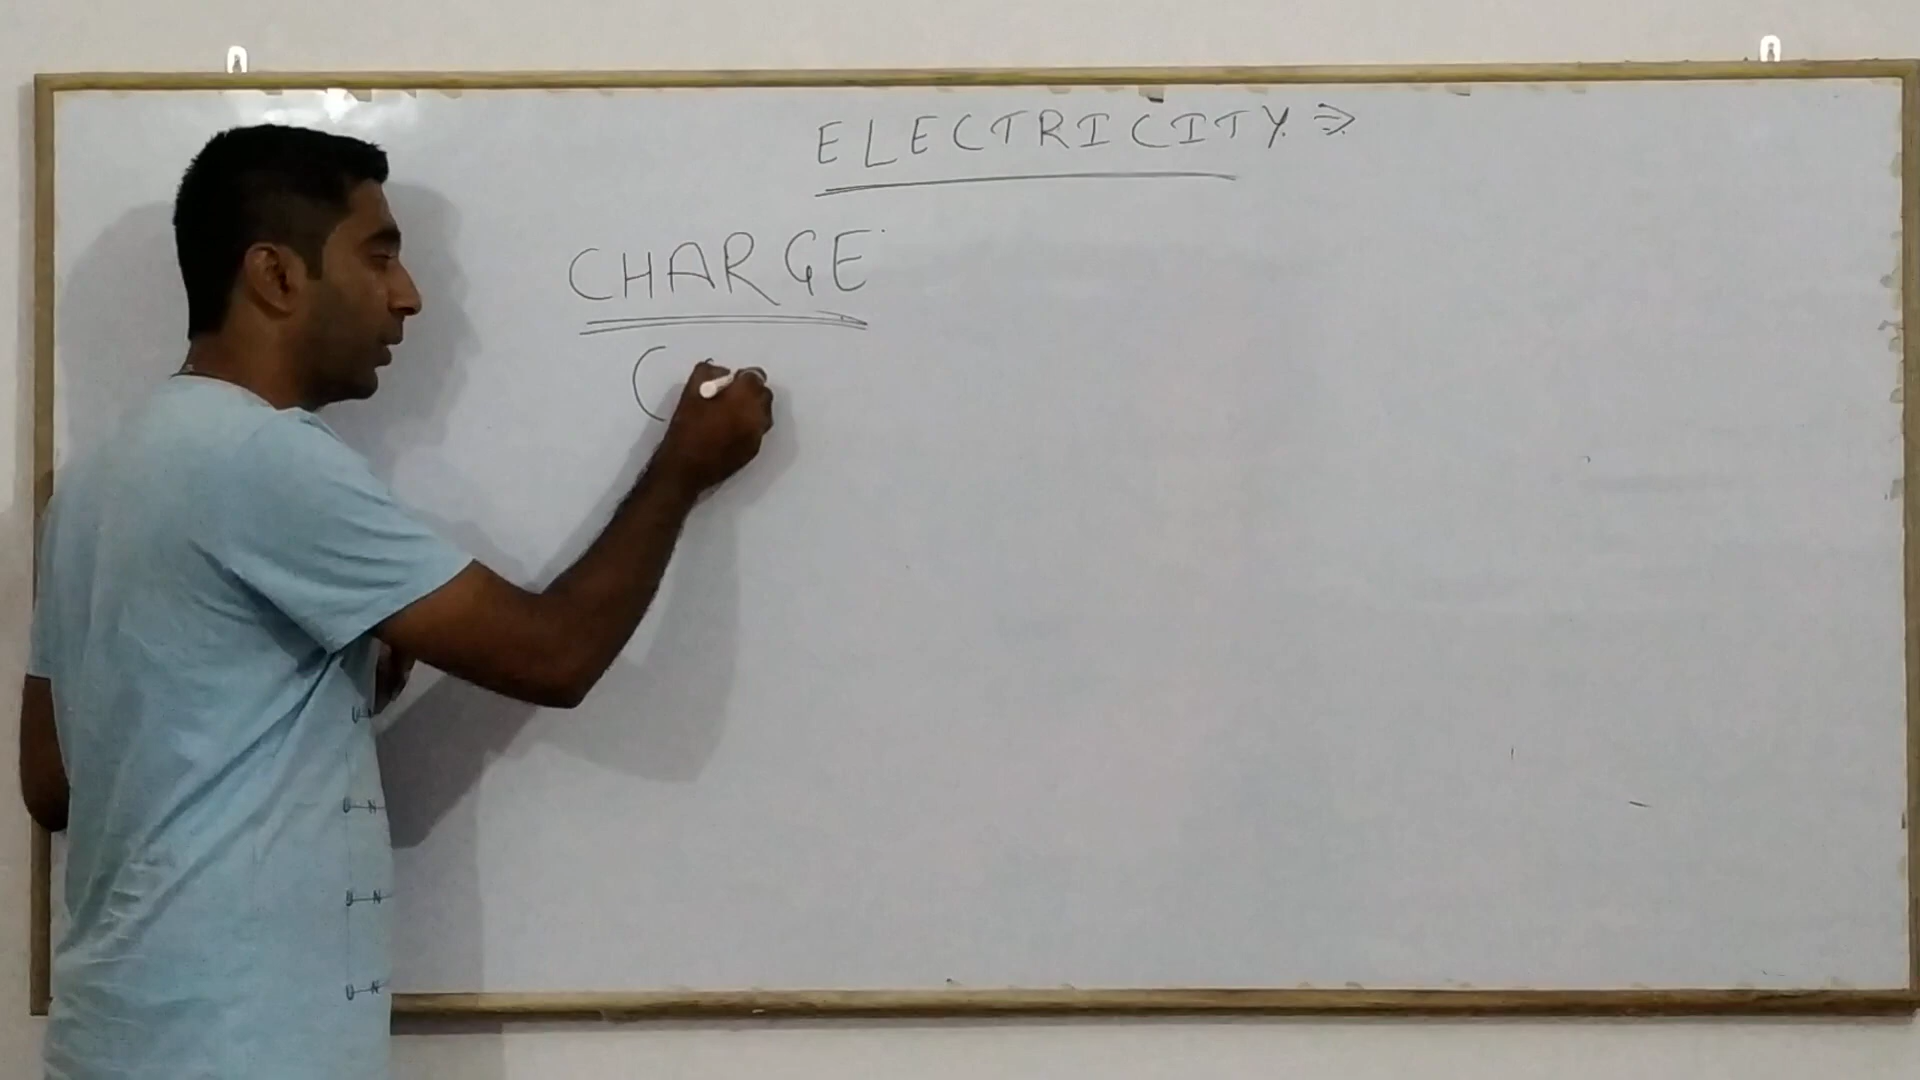 ELECTRICITY ⇒
CHARGE
(
U N
U N
U N
U N